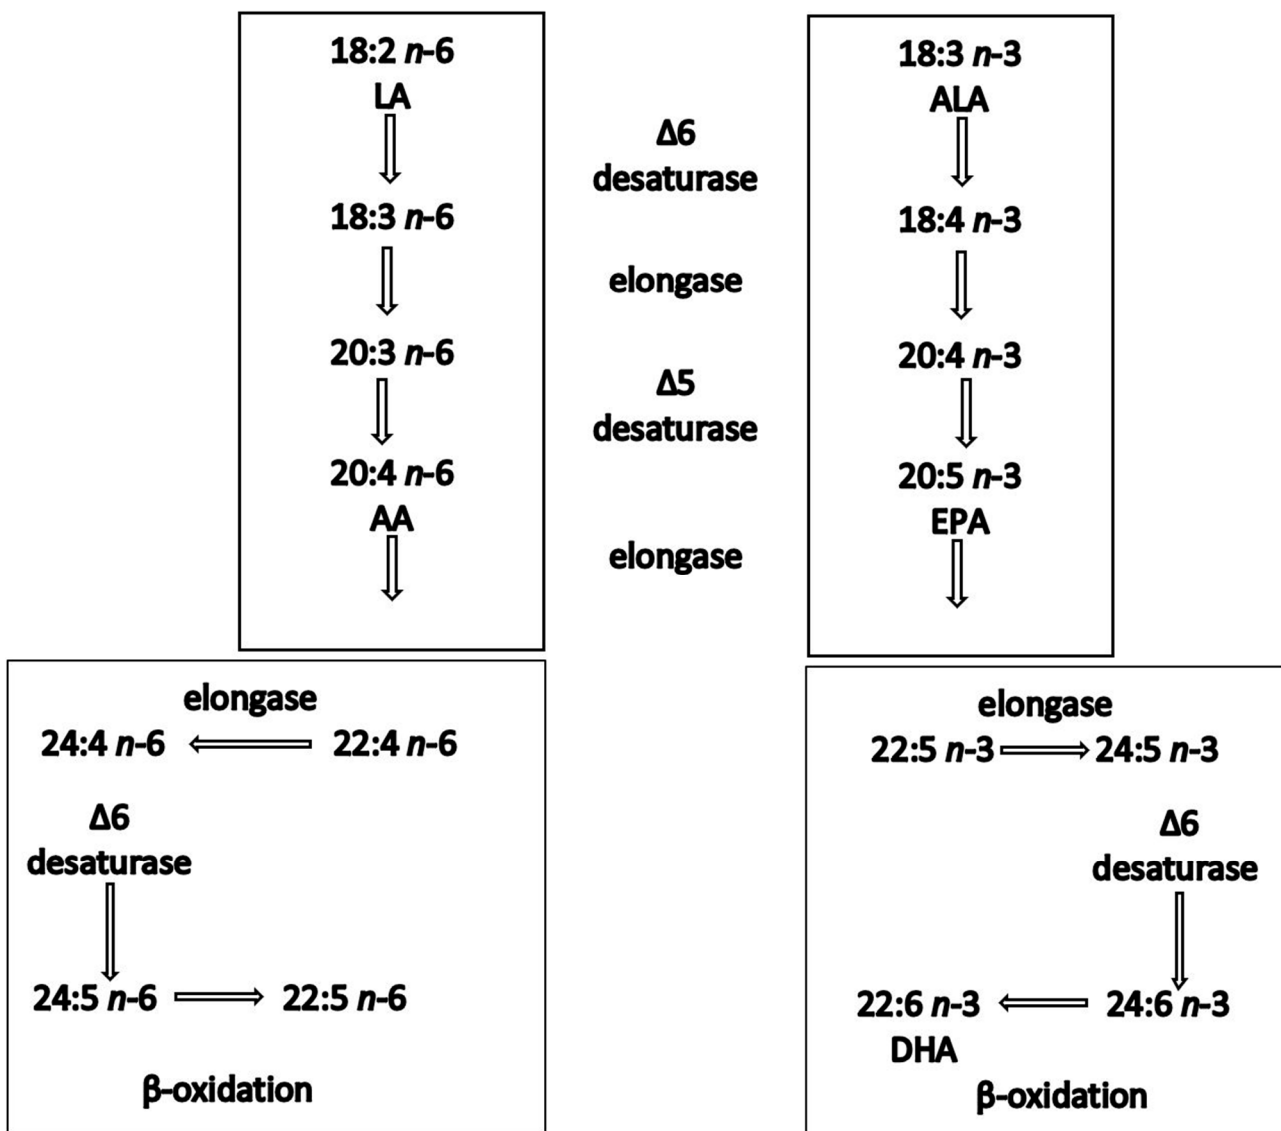 18:2 n-6
LA
18:3 n-6
20:3 n-6
20:4 n-6
AA
Δ6
desaturase
elongase
Δ5
desaturase
elongase
18:3 n-3
ALA
18:4 n-3
20:4 n-3
20:5 n-3
EPA
elongase
24:4 n-6
22:4 n-6
Δ6
desaturase
24:5 n-6
22:5 n-6
β-oxidation
elongase
22:5 n-3
24:5 n-3
Δ6
desaturase
22:6 n-3
24:6 n-3
DHA
β-oxidation